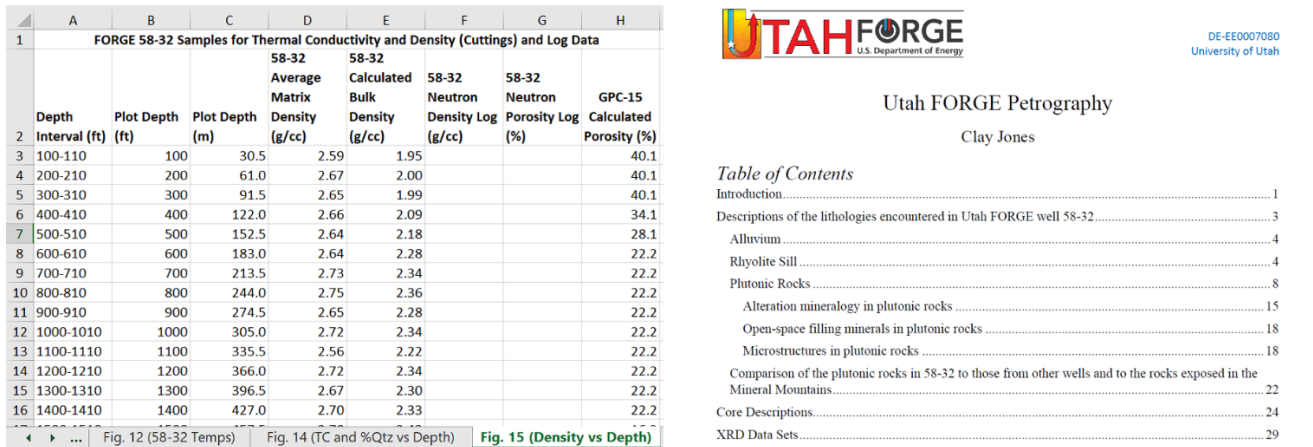 A B C D E F G H
1 FORGE 58-32 Samples for Thermal Conductivity and Density (Cuttings) and Log Data
2 Depth Interval (ft) Plot Depth (ft) Plot Depth (m) 58-32 Average Matrix Density (g/cc) 58-32 Calculated Bulk Density (g/cc) 58-32 Neutron Density Log (g/cc) 58-32 Neutron Porosity Log (%) GPC-15 Calculated Porosity (%)
3 100-110 100 30.5 2.59 1.95 40.1
4 200-210 200 61.0 2.67 2.00 40.1
5 300-310 300 91.5 2.65 1.99 40.1
6 400-410 400 122.0 2.66 2.09 34.1
7 500-510 500 152.5 2.64 2.18 28.1
8 600-610 600 183.0 2.64 2.28 22.2
9 700-710 700 213.5 2.73 2.34 22.2
10 800-810 800 244.0 2.75 2.36 22.2
11 900-910 900 274.5 2.65 2.28 22.2
12 1000-1010 1000 305.0 2.72 2.34 22.2
13 1100-1110 1100 335.5 2.56 2.22 22.2
14 1200-1210 1200 366.0 2.72 2.34 22.2
15 1300-1310 1300 396.5 2.67 2.30 22.2
16 1400-1410 1400 427.0 2.70 2.33 22.2
... Fig. 12 (58-32 Temps) Fig. 14 (TC and %Qtz vs Depth) Fig. 15 (Density vs Depth)
UTAH FORGE
U.S. Department of Energy
DE-EE0007080
University of Utah
Utah FORGE Petrography
Clay Jones
Table of Contents
Introduction 1
Descriptions of the lithologies encountered in Utah FORGE well 58-32 3
Alluvium 4
Rhyolite Sill 4
Plutonic Rocks 8
Alteration mineralogy in plutonic rocks 15
Open-space filling minerals in plutonic rocks 18
Microstructures in plutonic rocks 18
Comparison of the plutonic rocks in 58-32 to those from other wells and to the rocks exposed in the
Mineral Mountains 22
Core Descriptions 24
XRD Data Sets 29